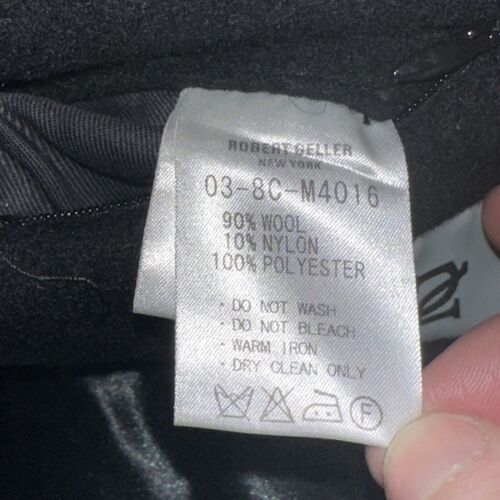 ROBERT GELLER
NEW YORK
03-8C-M4016
90% WOOL
10% NYLON
100% POLYESTER
· DO NOT WASH
· DO NOT BLEACH
· WARM IRON
· DRY CLEAN ONLY
F